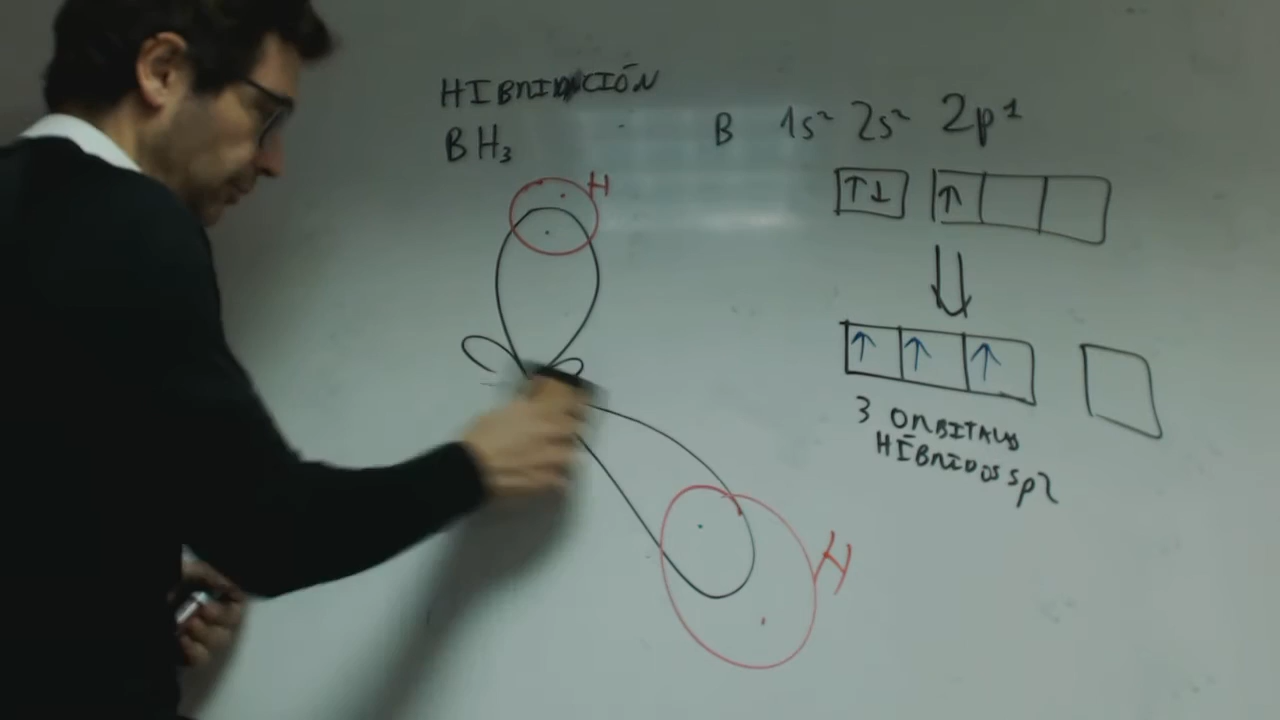 HIBRIDACIÓN
BH₃
B 1s² 2s² 2p¹
H
↑↓ ↑
↑ ↑ ↑
3 ORBITALES
HÍBRIDOS sp2
H